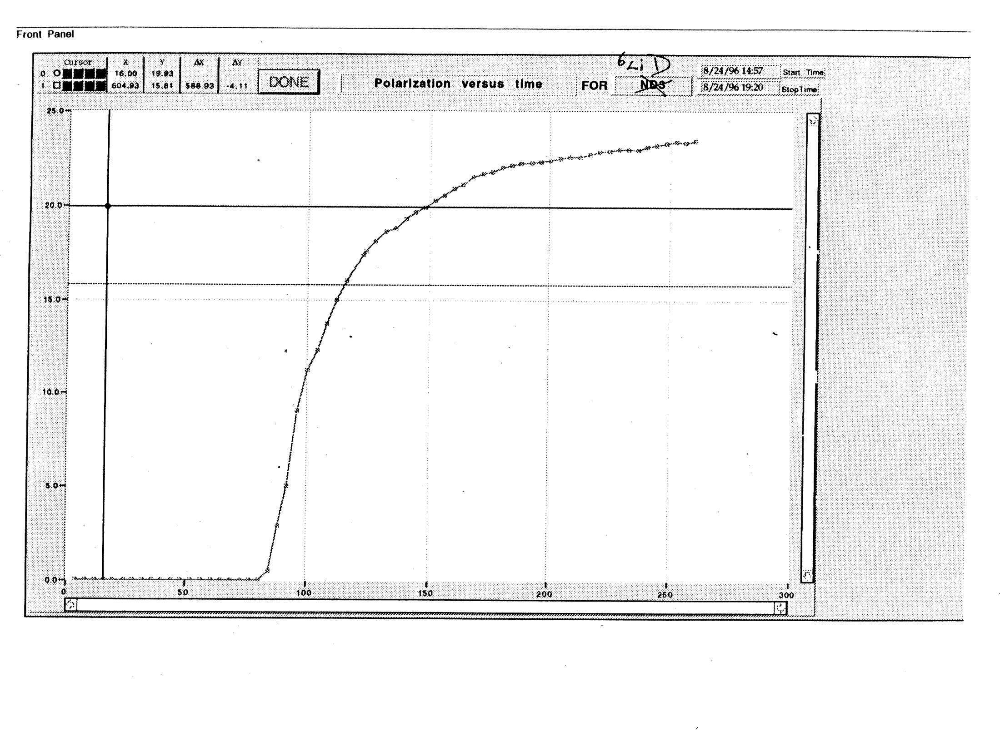 Front Panel
Cursor X Y ΔX ΔY
0 16.00 19.93
1 604.93 15.81 588.93 -4.11
DONE
Polarization versus time FOR
6LiD
ND3
8/24/96 14:57 Start Time
8/24/96 19:20 StopTime
25.0
20.0
15.0
10.0
5.0
0.0
0 50 100 150 200 250 300